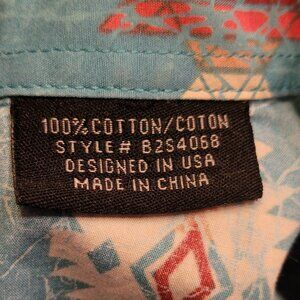 100% COTTON/COTON
STYLE# B2S4068
DESIGNED IN USA
MADE IN CHINA